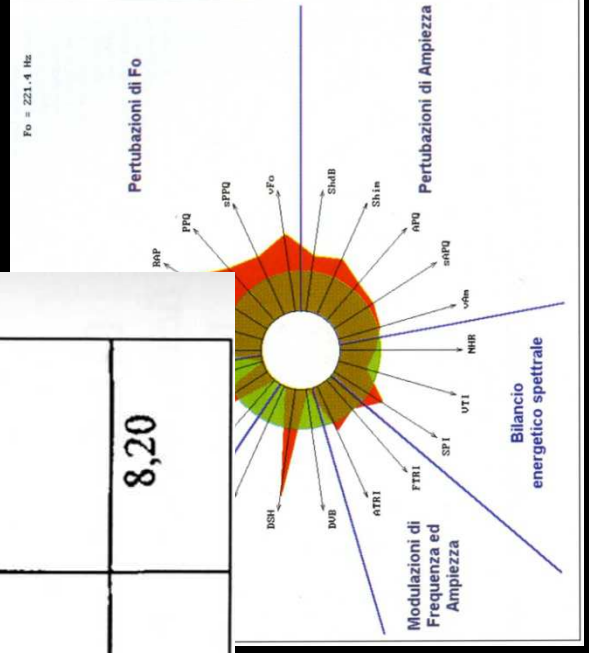 Fo = 221.4 Hz
Pertubazioni di Fo
Pertubazioni di Ampiezza
RAP
PPQ
sPPQ
vFo
ShdB
Shim
APQ
sAPQ
vAm
NHR
VTI
SPI
FTRI
ATRI
DVB
DSH
Bilancio
energetico spettrale
Modulazioni di
Frequenza ed
Ampiezza
8,20